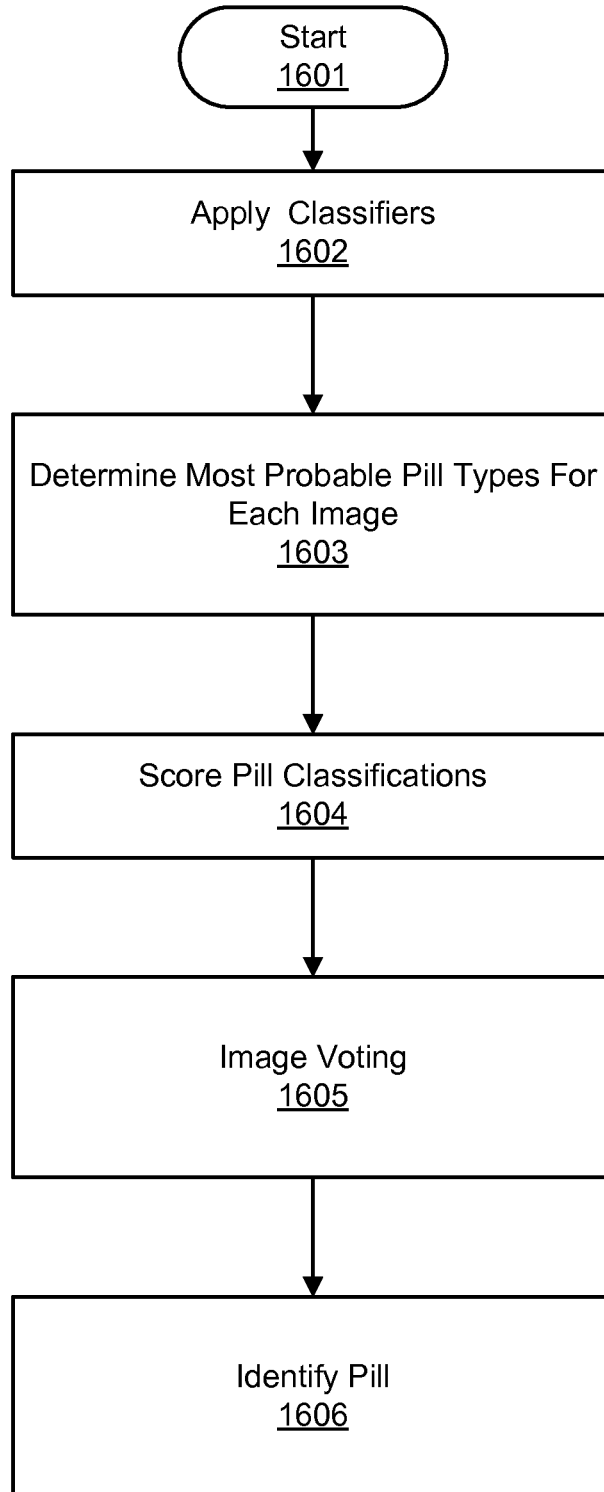 Start
1601
Apply Classifiers
1602
Determine Most Probable Pill Types For
Each Image
1603
Score Pill Classifications
1604
Image Voting
1605
Identify Pill
1606